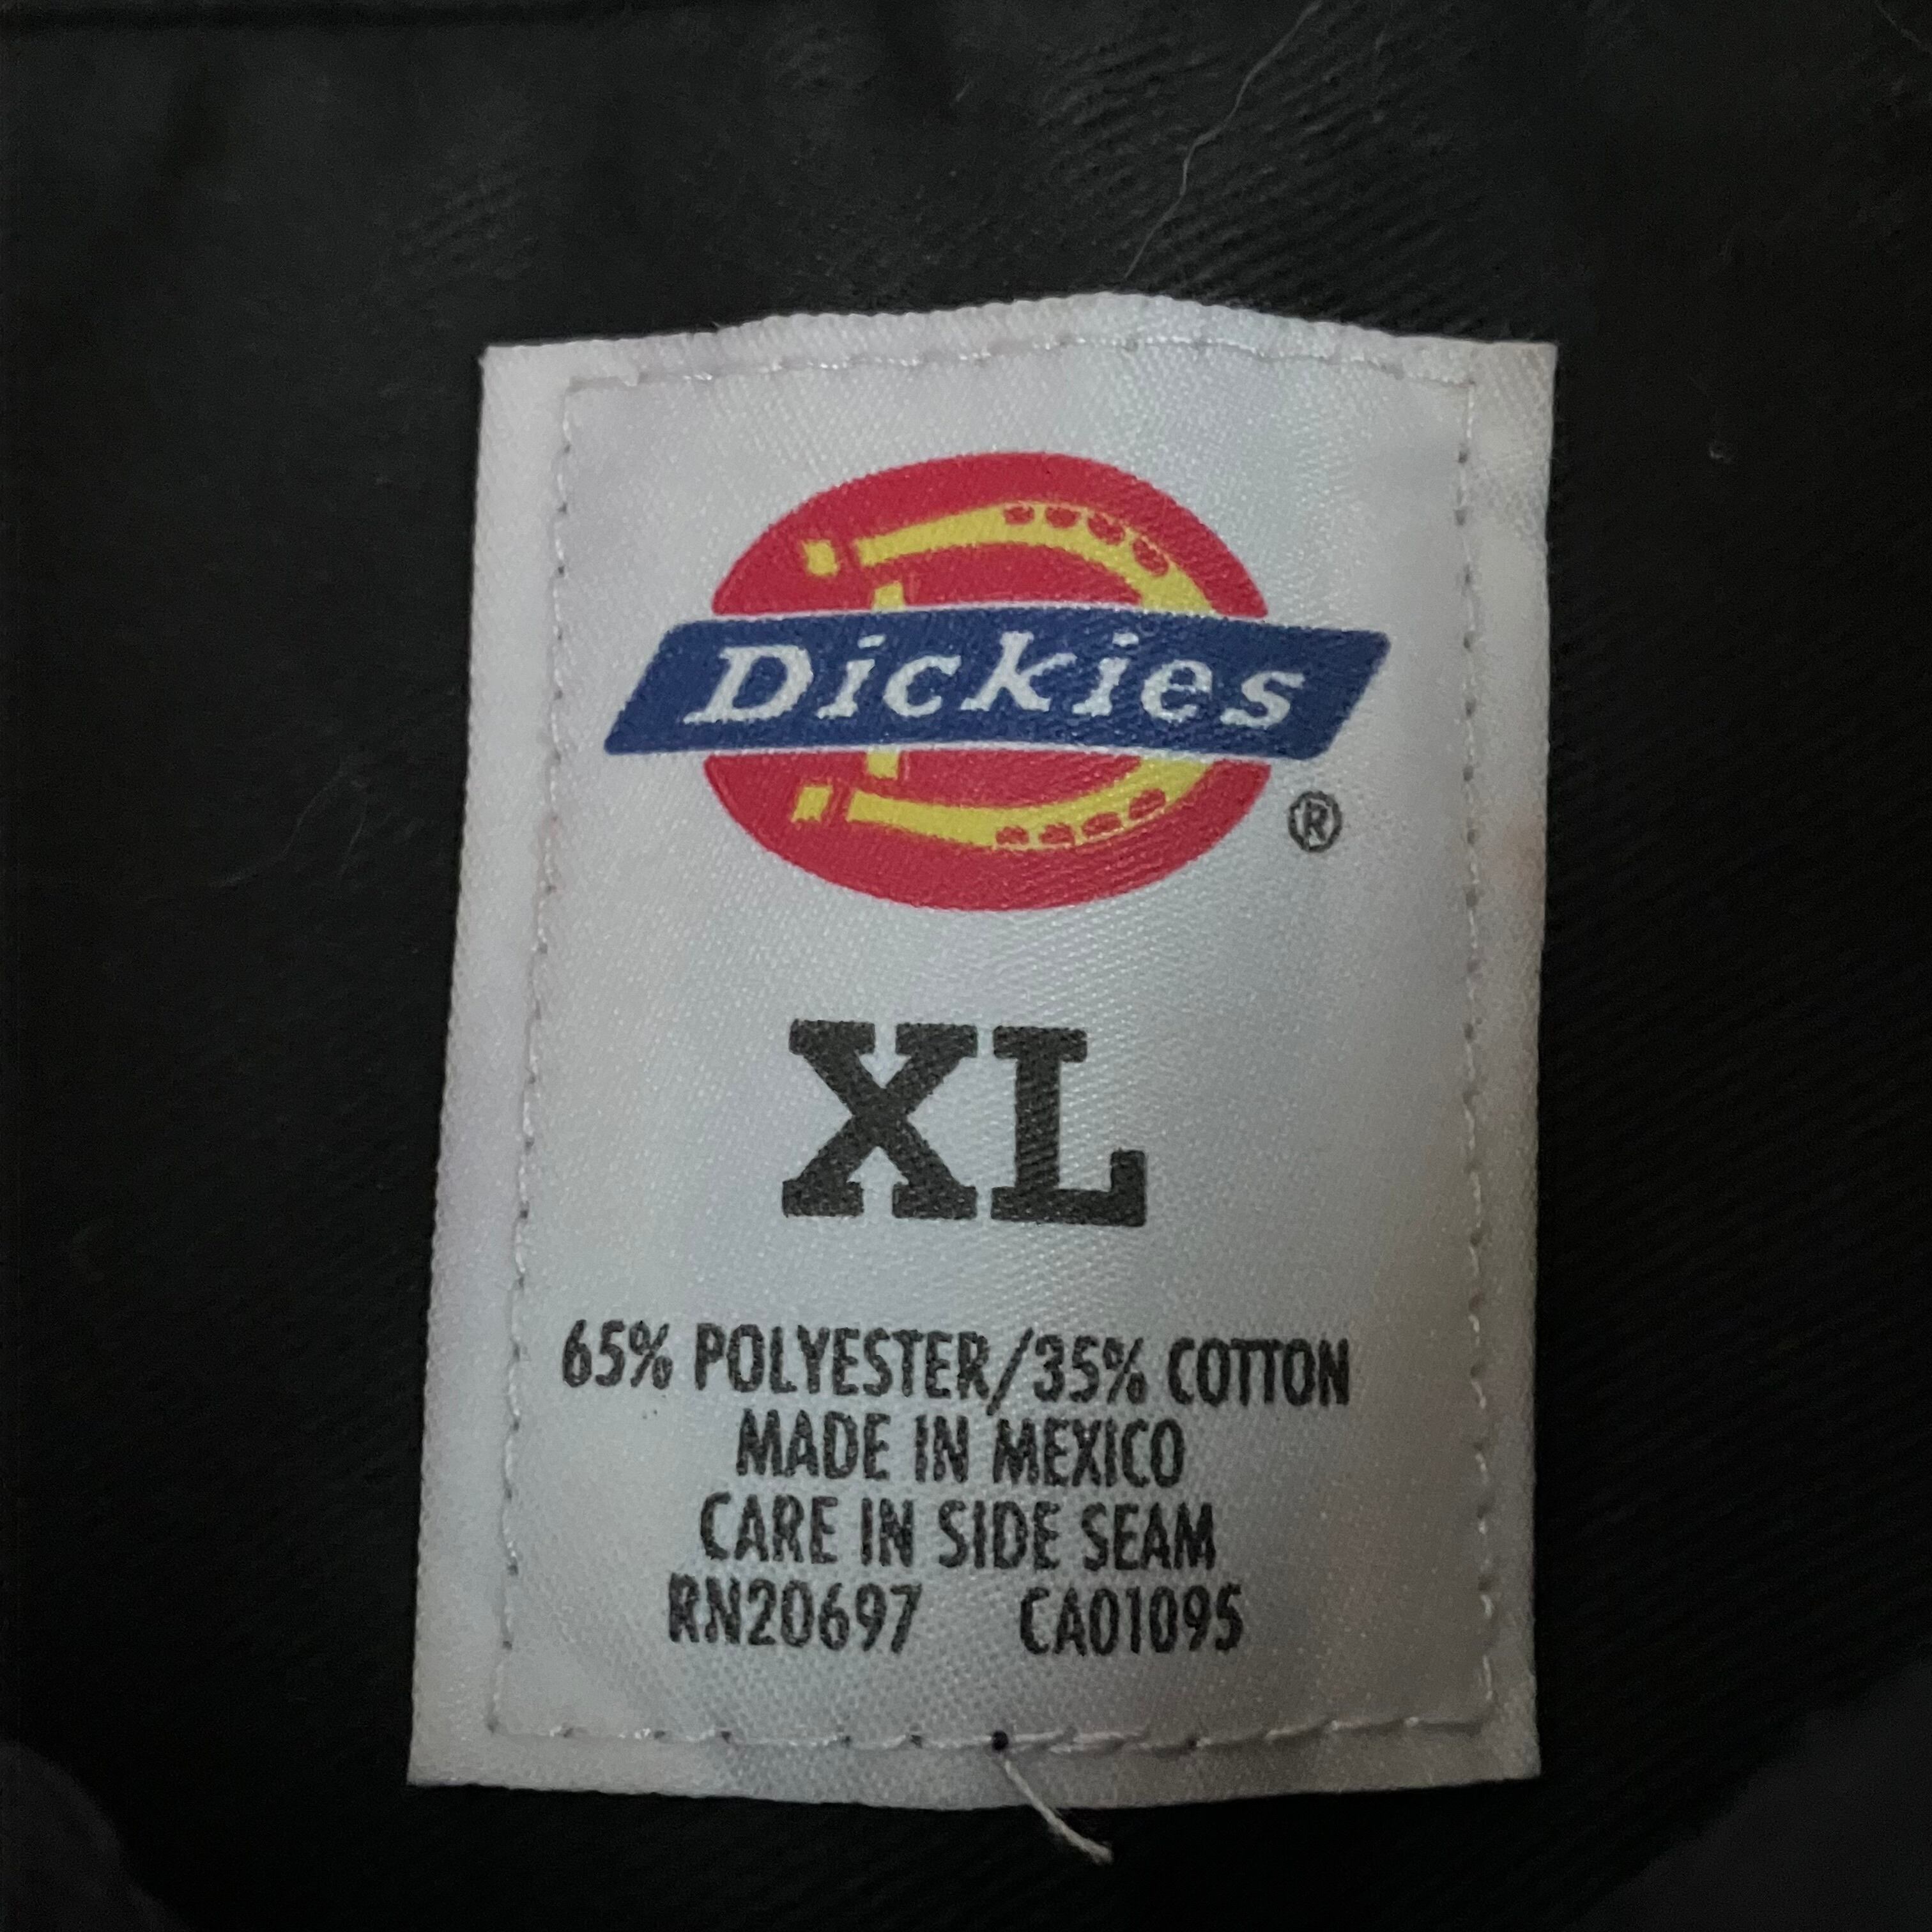 Dickies
®
XL
65% POLYESTER/35% COTTON
MADE IN MEXICO
CARE IN SIDE SEAM
RN20697 CA01095